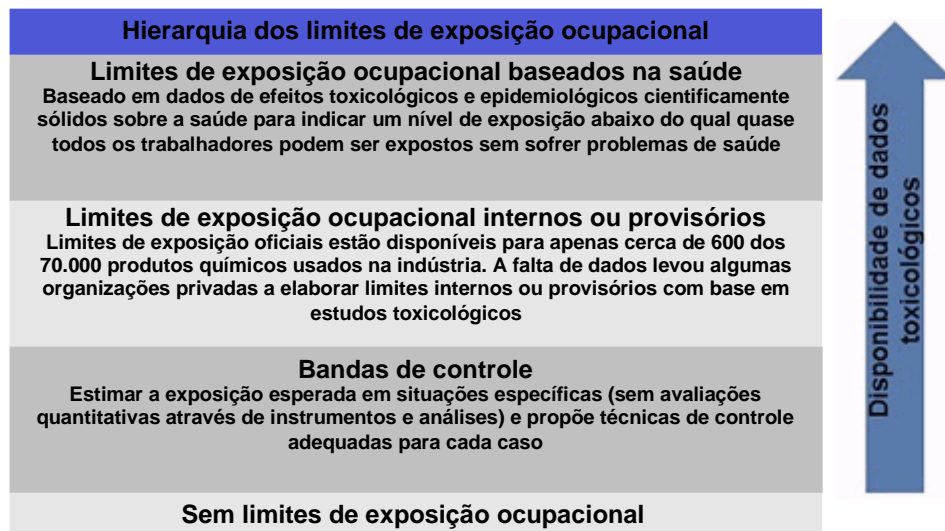 Hierarquia dos limites de exposição ocupacional
Limites de exposição ocupacional baseados na saúde
Baseado em dados de efeitos toxicológicos e epidemiológicos cientificamente
sólidos sobre a saúde para indicar um nível de exposição abaixo do qual quase
todos os trabalhadores podem ser expostos sem sofrer problemas de saúde
Limites de exposição ocupacional internos ou provisórios
Limites de exposição oficiais estão disponíveis para apenas cerca de 600 dos
70.000 produtos químicos usados na indústria. A falta de dados levou algumas
organizações privadas a elaborar limites internos ou provisórios com base em
estudos toxicológicos
Bandas de controle
Estimar a exposição esperada em situações específicas (sem avaliações
quantitativas através de instrumentos e análises) e propõe técnicas de controle
adequadas para cada caso
Sem limites de exposição ocupacional
Disponibilidade de dados
toxicológicos